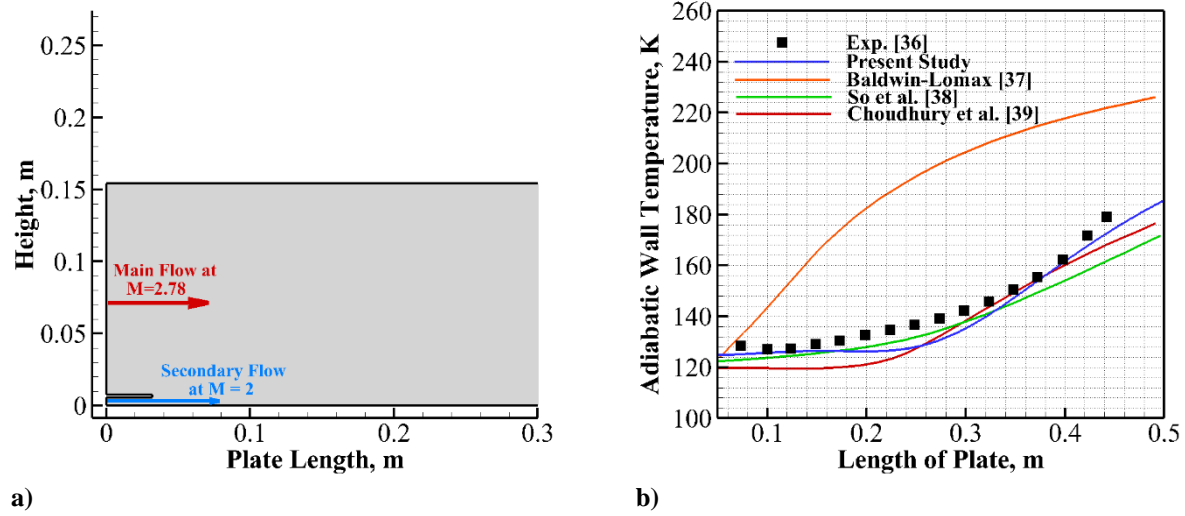 0.25
0.2
0.15
0.1
0.05
0
Height, m
Main Flow at
M=2.78
Secondary Flow
at M = 2
0 0.1 0.2 0.3
Plate Length, m
a)
260
240
220
200
180
160
140
120
100
Adiabatic Wall Temperature, K
Exp. [36]
Present Study
Baldwin-Lomax [37]
So et al. [38]
Choudhury et al. [39]
0.1 0.2 0.3 0.4 0.5
Length of Plate, m
b)